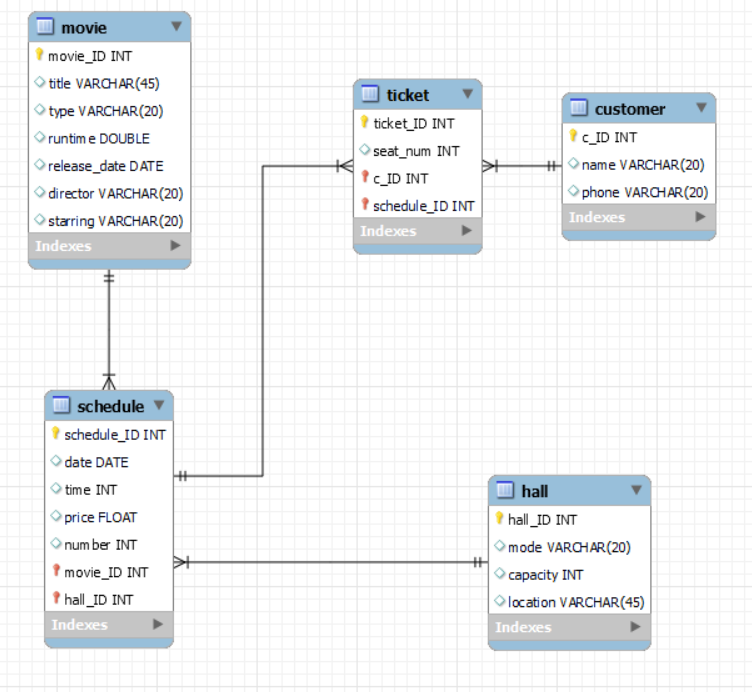 movie
movie_ID INT
title VARCHAR(45)
type VARCHAR(20)
runtime DOUBLE
release_date DATE
director VARCHAR(20)
starring VARCHAR(20)
Indexes
ticket
ticket_ID INT
seat_num INT
c_ID INT
schedule_ID INT
Indexes
customer
c_ID INT
name VARCHAR(20)
phone VARCHAR(20)
Indexes
schedule
schedule_ID INT
date DATE
time INT
price FLOAT
number INT
movie_ID INT
hall_ID INT
Indexes
hall
hall_ID INT
mode VARCHAR(20)
capacity INT
location VARCHAR(45)
Indexes